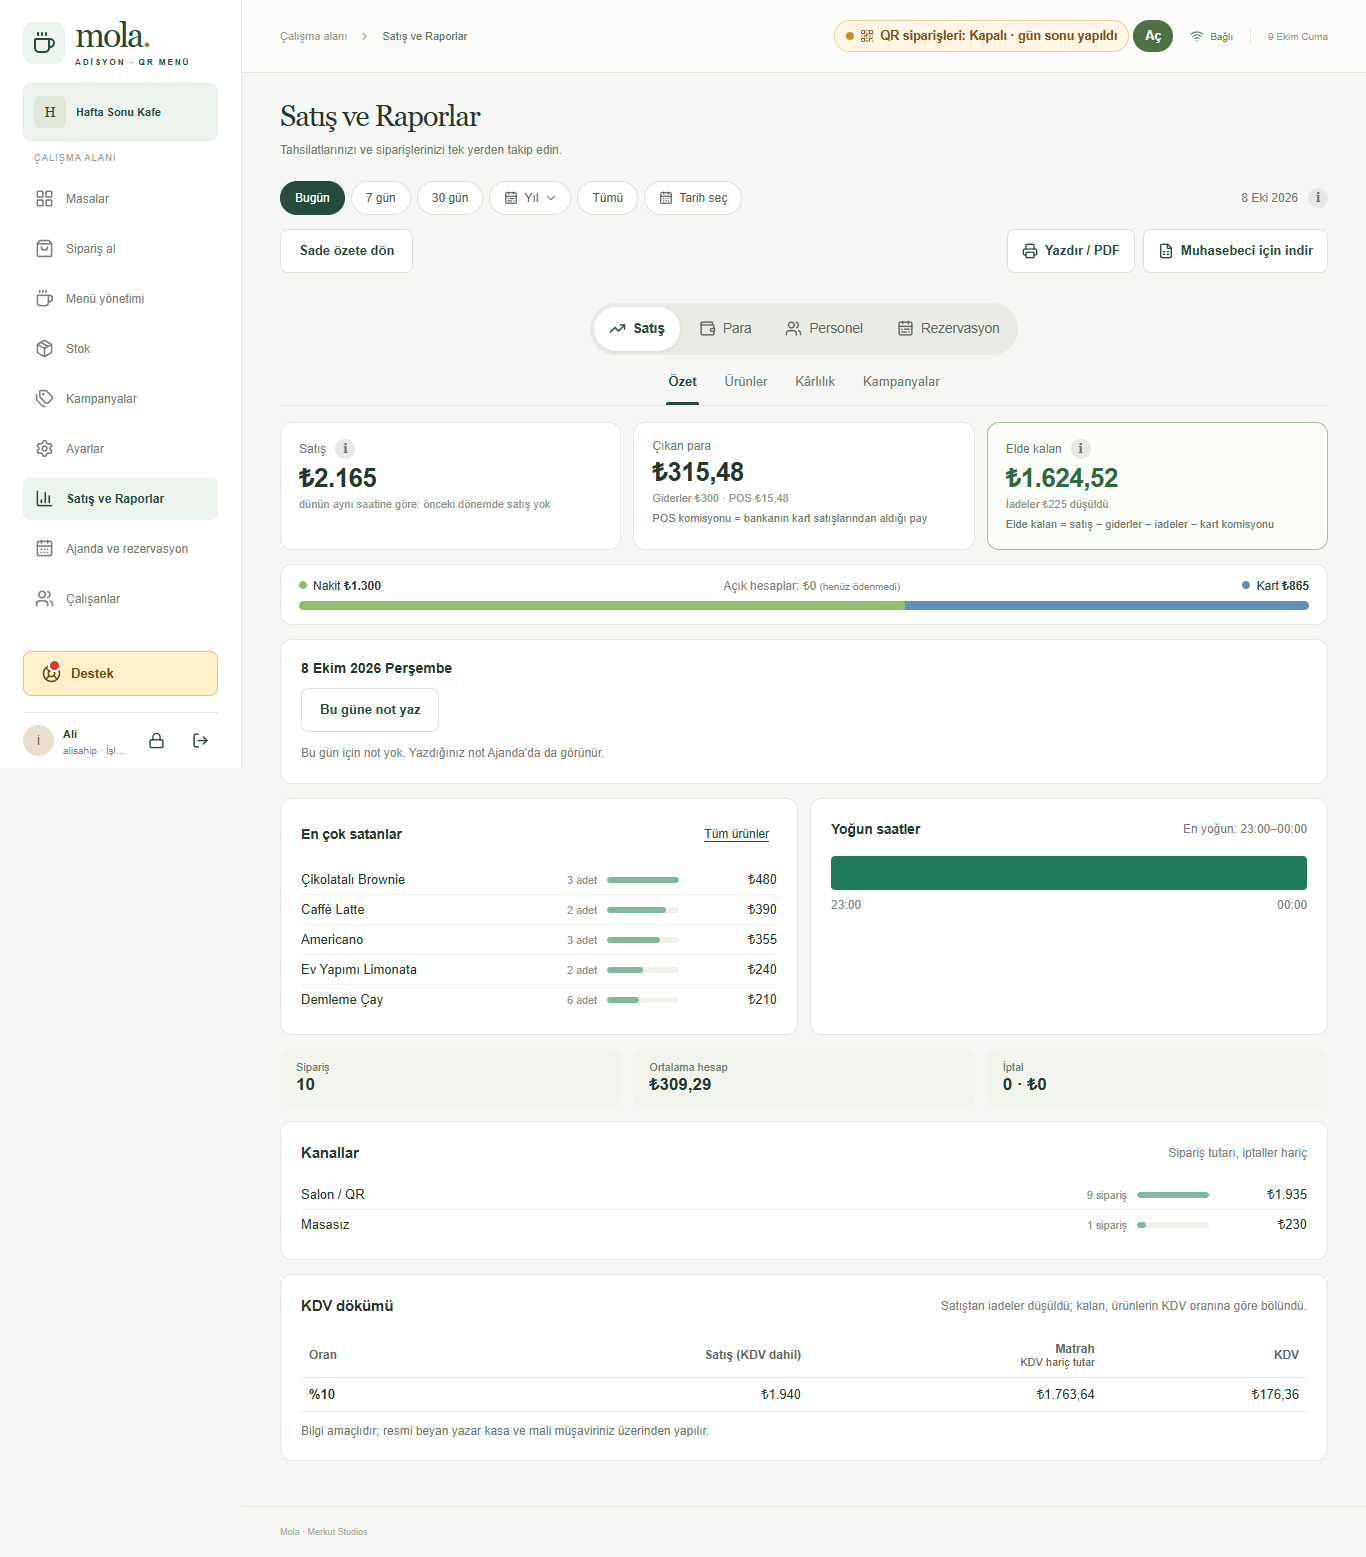 mola.
ADİSYON · QR MENÜ
H
Hafta Sonu Kafe
ÇALIŞMA ALANI
Masalar
Sipariş al
Menü yönetimi
Stok
Kampanyalar
Ayarlar
Satış ve Raporlar
Ajanda ve rezervasyon
Çalışanlar
Destek
i
Ali
alisahip · İşl...
Çalışma alanı
Satış ve Raporlar
QR siparişleri: Kapalı · gün sonu yapıldı
Aç
Bağlı
9 Ekim Cuma
Satış ve Raporlar
Tahsilatlarınızı ve siparişlerinizi tek yerden takip edin.
Bugün
7 gün
30 gün
Yıl
Tümü
Tarih seç
8 Eki 2026
i
Sade özete dön
Yazdır / PDF
Muhasebeci için indir
Satış
Para
Personel
Rezervasyon
Özet
Ürünler
Kârlılık
Kampanyalar
Satış
i
₺2.165
dünün aynı saatine göre: önceki dönemde satış yok
Çıkan para
₺315,48
Giderler ₺300 · POS ₺15,48
POS komisyonu = bankanın kart satışlarından aldığı pay
Elde kalan
i
₺1.624,52
İadeler ₺225 düşüldü
Elde kalan = satış − giderler − iadeler − kart komisyonu
Nakit ₺1.300
Açık hesaplar: ₺0 (henüz ödenmedi)
Kart ₺865
8 Ekim 2026 Perşembe
Bu güne not yaz
Bu gün için not yok. Yazdığınız not Ajanda'da da görünür.
En çok satanlar
Tüm ürünler
Çikolatalı Brownie 3 adet ₺480
Caffè Latte 2 adet ₺390
Americano 3 adet ₺355
Ev Yapımı Limonata 2 adet ₺240
Demleme Çay 6 adet ₺210
Yoğun saatler
En yoğun: 23:00–00:00
23:00
00:00
Sipariş
10
Ortalama hesap
₺309,29
İptal
0 · ₺0
Kanallar
Sipariş tutarı, iptaller hariç
Salon / QR 9 sipariş ₺1.935
Masasız 1 sipariş ₺230
KDV dökümü
Satıştan iadeler düşüldü; kalan, ürünlerin KDV oranına göre bölündü.
Oran
Satış (KDV dahil)
Matrah
KDV hariç tutar
KDV
%10 ₺1.940 ₺1.763,64 ₺176,36
Bilgi amaçlıdır; resmi beyan yazar kasa ve mali müşaviriniz üzerinden yapılır.
Mola · Merkut Studios